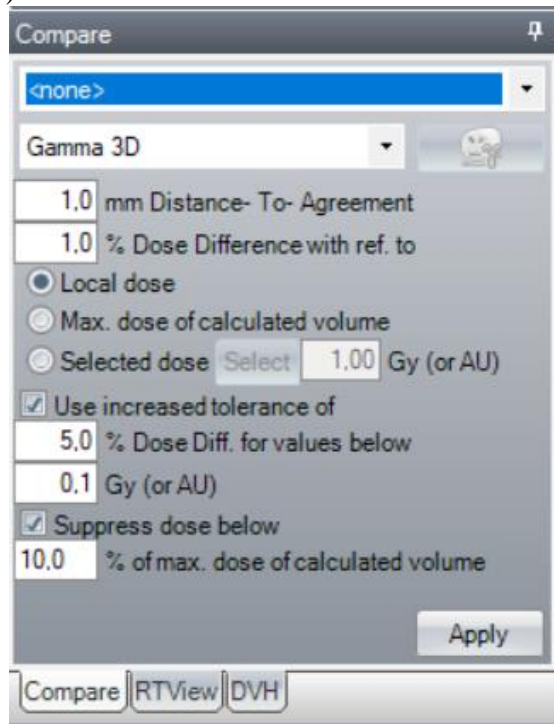 Compare
<none>
Gamma 3D
1,0 mm Distance- To- Agreement
1,0 % Dose Difference with ref. to
Local dose
Max. dose of calculated volume
Selected dose Select 1,00 Gy (or AU)
Use increased tolerance of
5,0 % Dose Diff. for values below
0,1 Gy (or AU)
Suppress dose below
10,0 % of max. dose of calculated volume
Apply
Compare RTView DVH